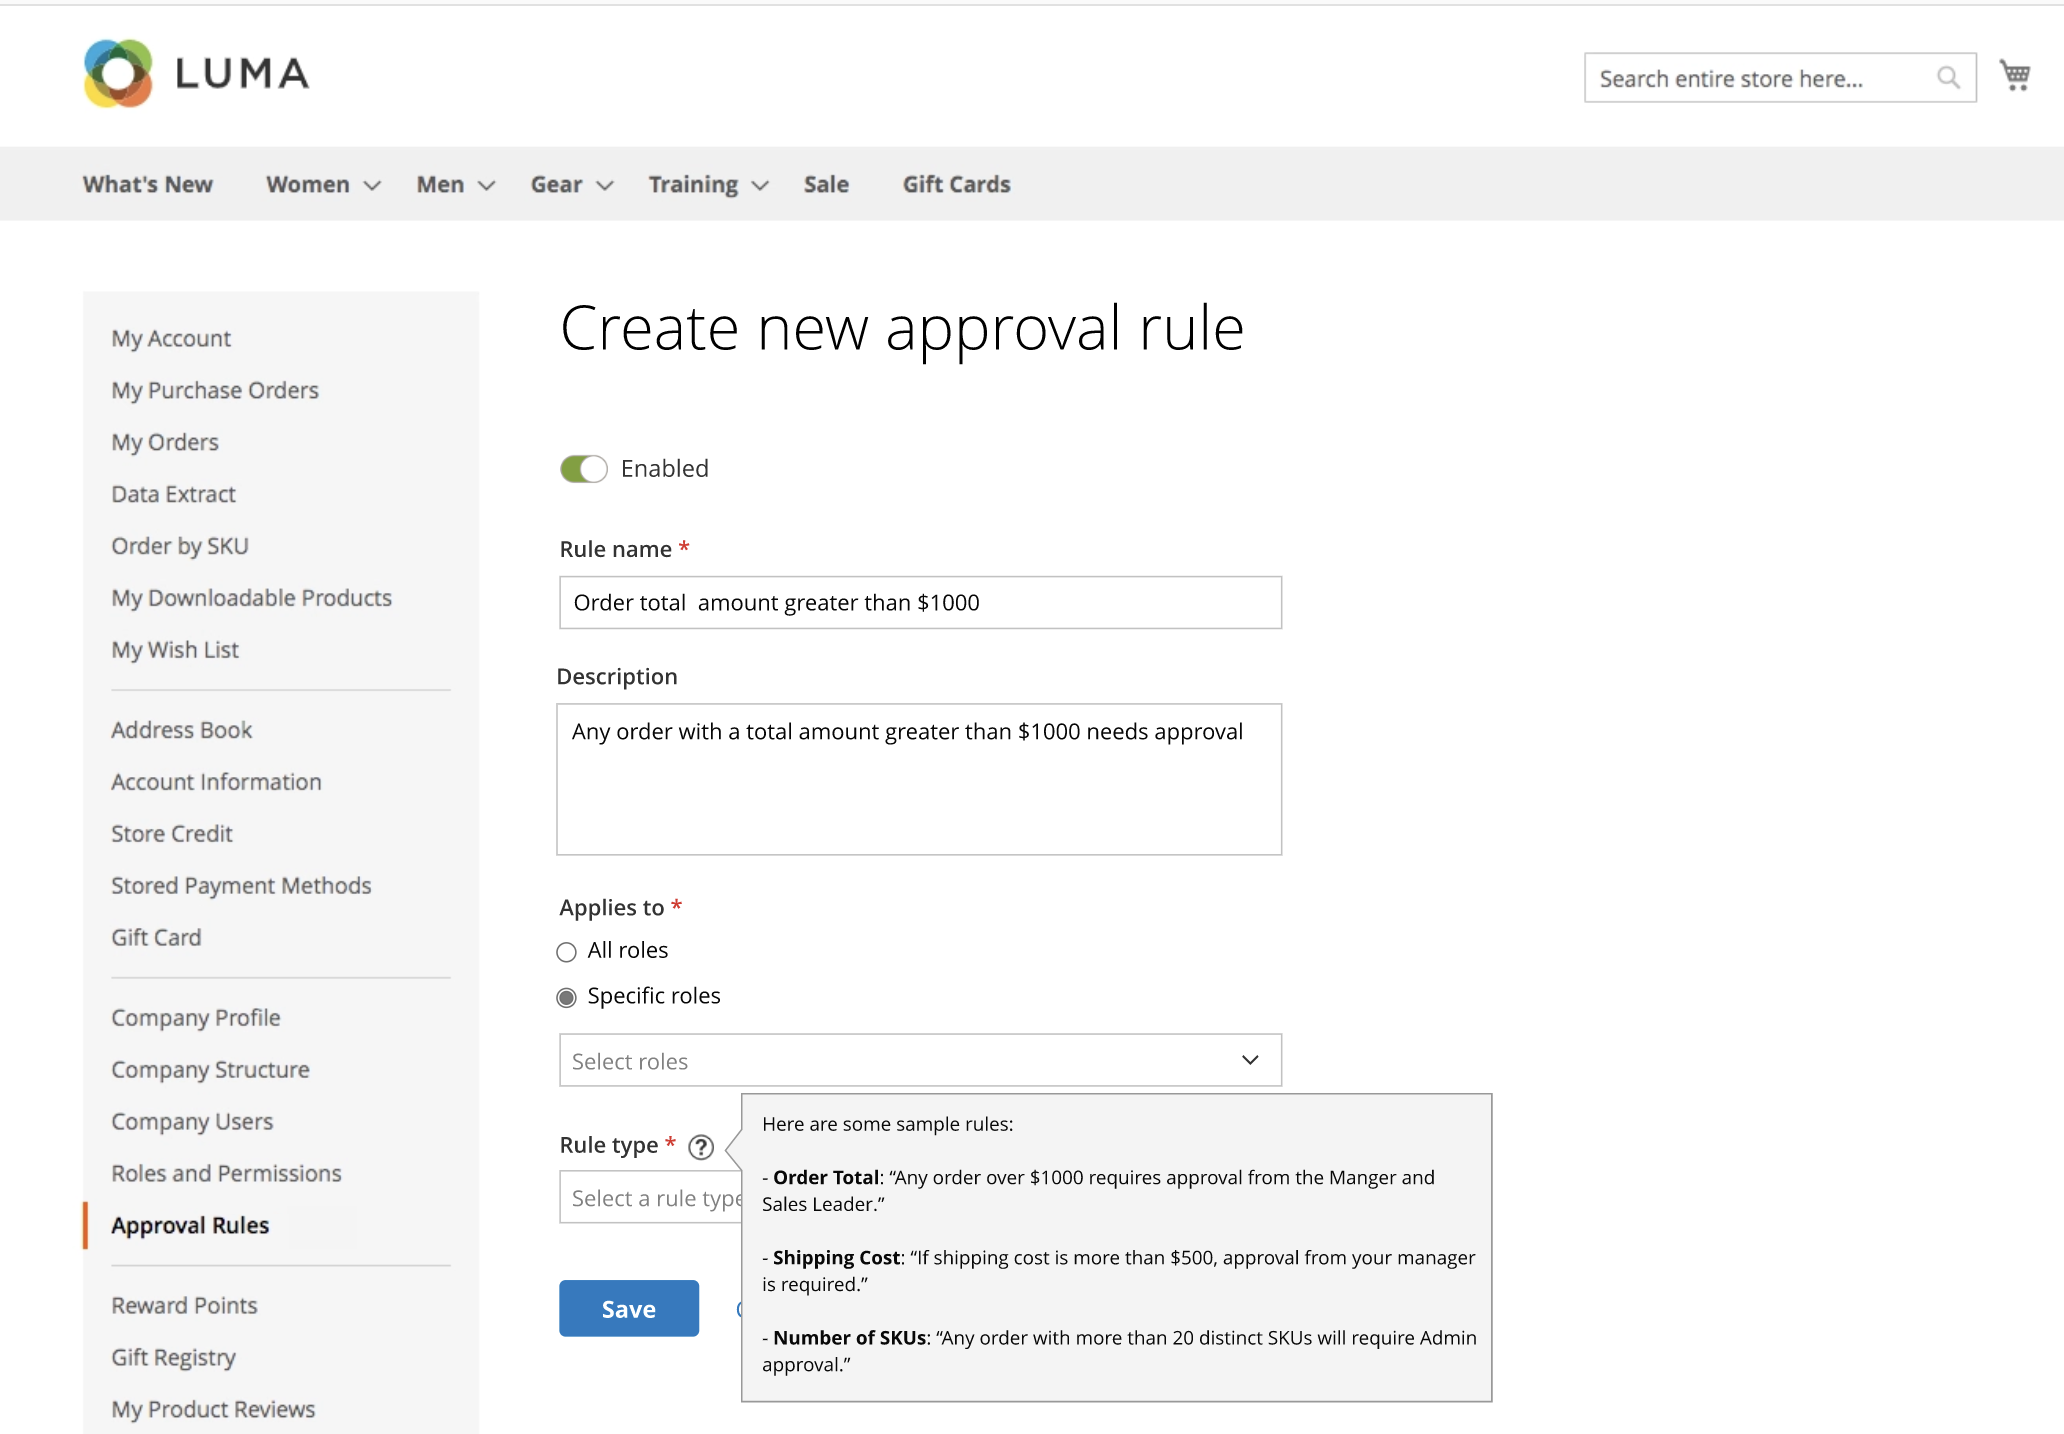 LUMA
Search entire store here...
What's New Women Men Gear Training Sale Gift Cards
My Account
My Purchase Orders
My Orders
Data Extract
Order by SKU
My Downloadable Products
My Wish List
Address Book
Account Information
Store Credit
Stored Payment Methods
Gift Card
Company Profile
Company Structure
Company Users
Roles and Permissions
Approval Rules
Reward Points
Gift Registry
My Product Reviews
Create new approval rule
Enabled
Rule name *
Order total  amount greater than $1000
Description
Any order with a total amount greater than $1000 needs approval
Applies to *
All roles
Specific roles
Select roles
Rule type * ?
Select a rule type
Save
Here are some sample rules:
- Order Total: “Any order over $1000 requires approval from the Manger and
Sales Leader.”
- Shipping Cost: “If shipping cost is more than $500, approval from your manager
is required.”
- Number of SKUs: “Any order with more than 20 distinct SKUs will require Admin
approval.”